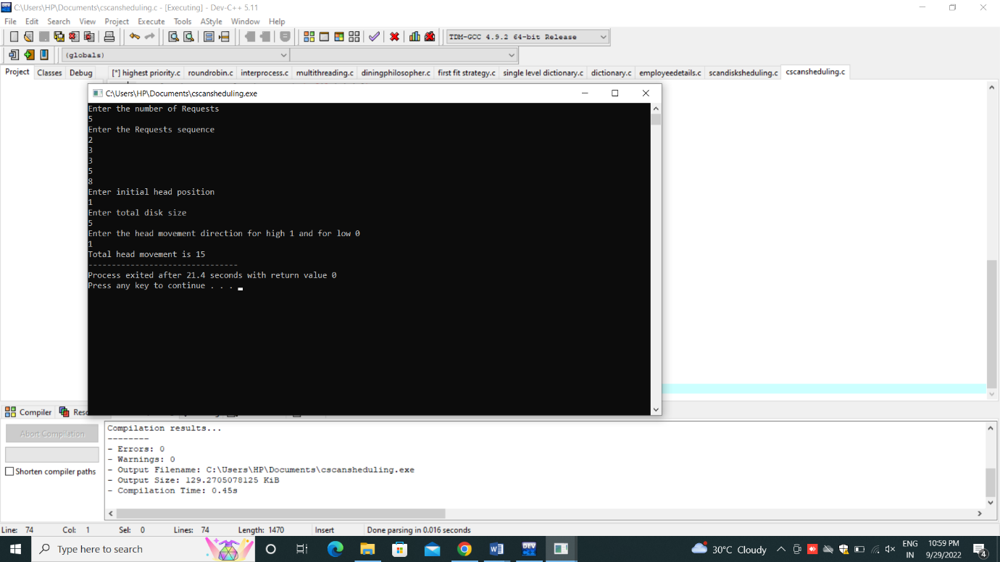 C:\Users\HP\Documents\cscansheduling.c - [Executing] - Dev-C++ 5.11
File Edit Search View Project Execute Tools AStyle Window Help
TDM-GCC 4.9.2 64-bit Release
(globals)
Project Classes Debug
[*] highest priority.c roundrobin.c interprocess.c multithreading.c diningphilosopher.c first fit strategy.c single level dictionary.c dictionary.c employeedetails.c scandisksheduling.c cscansheduling.c
C:\Users\HP\Documents\cscansheduling.exe
Enter the number of Requests
5
Enter the Requests sequence
2
3
3
5
8
Enter initial head position
1
Enter total disk size
5
Enter the head movement direction for high 1 and for low 0
1
Total head movement is 15
--------------------------------
Process exited after 21.4 seconds with return value 0
Press any key to continue . . .
Compiler
Abort Compilation
Shorten compiler paths
Compilation results...
--------
- Errors: 0
- Warnings: 0
- Output Filename: C:\Users\HP\Documents\cscansheduling.exe
- Output Size: 129.2705078125 KiB
- Compilation Time: 0.45s
Line: 74 Col: 1 Sel: 0 Lines: 74 Length: 1470 Insert Done parsing in 0.016 seconds
Type here to search
DEV
30°C Cloudy
ENG
IN
10:59 PM
9/29/2022
4